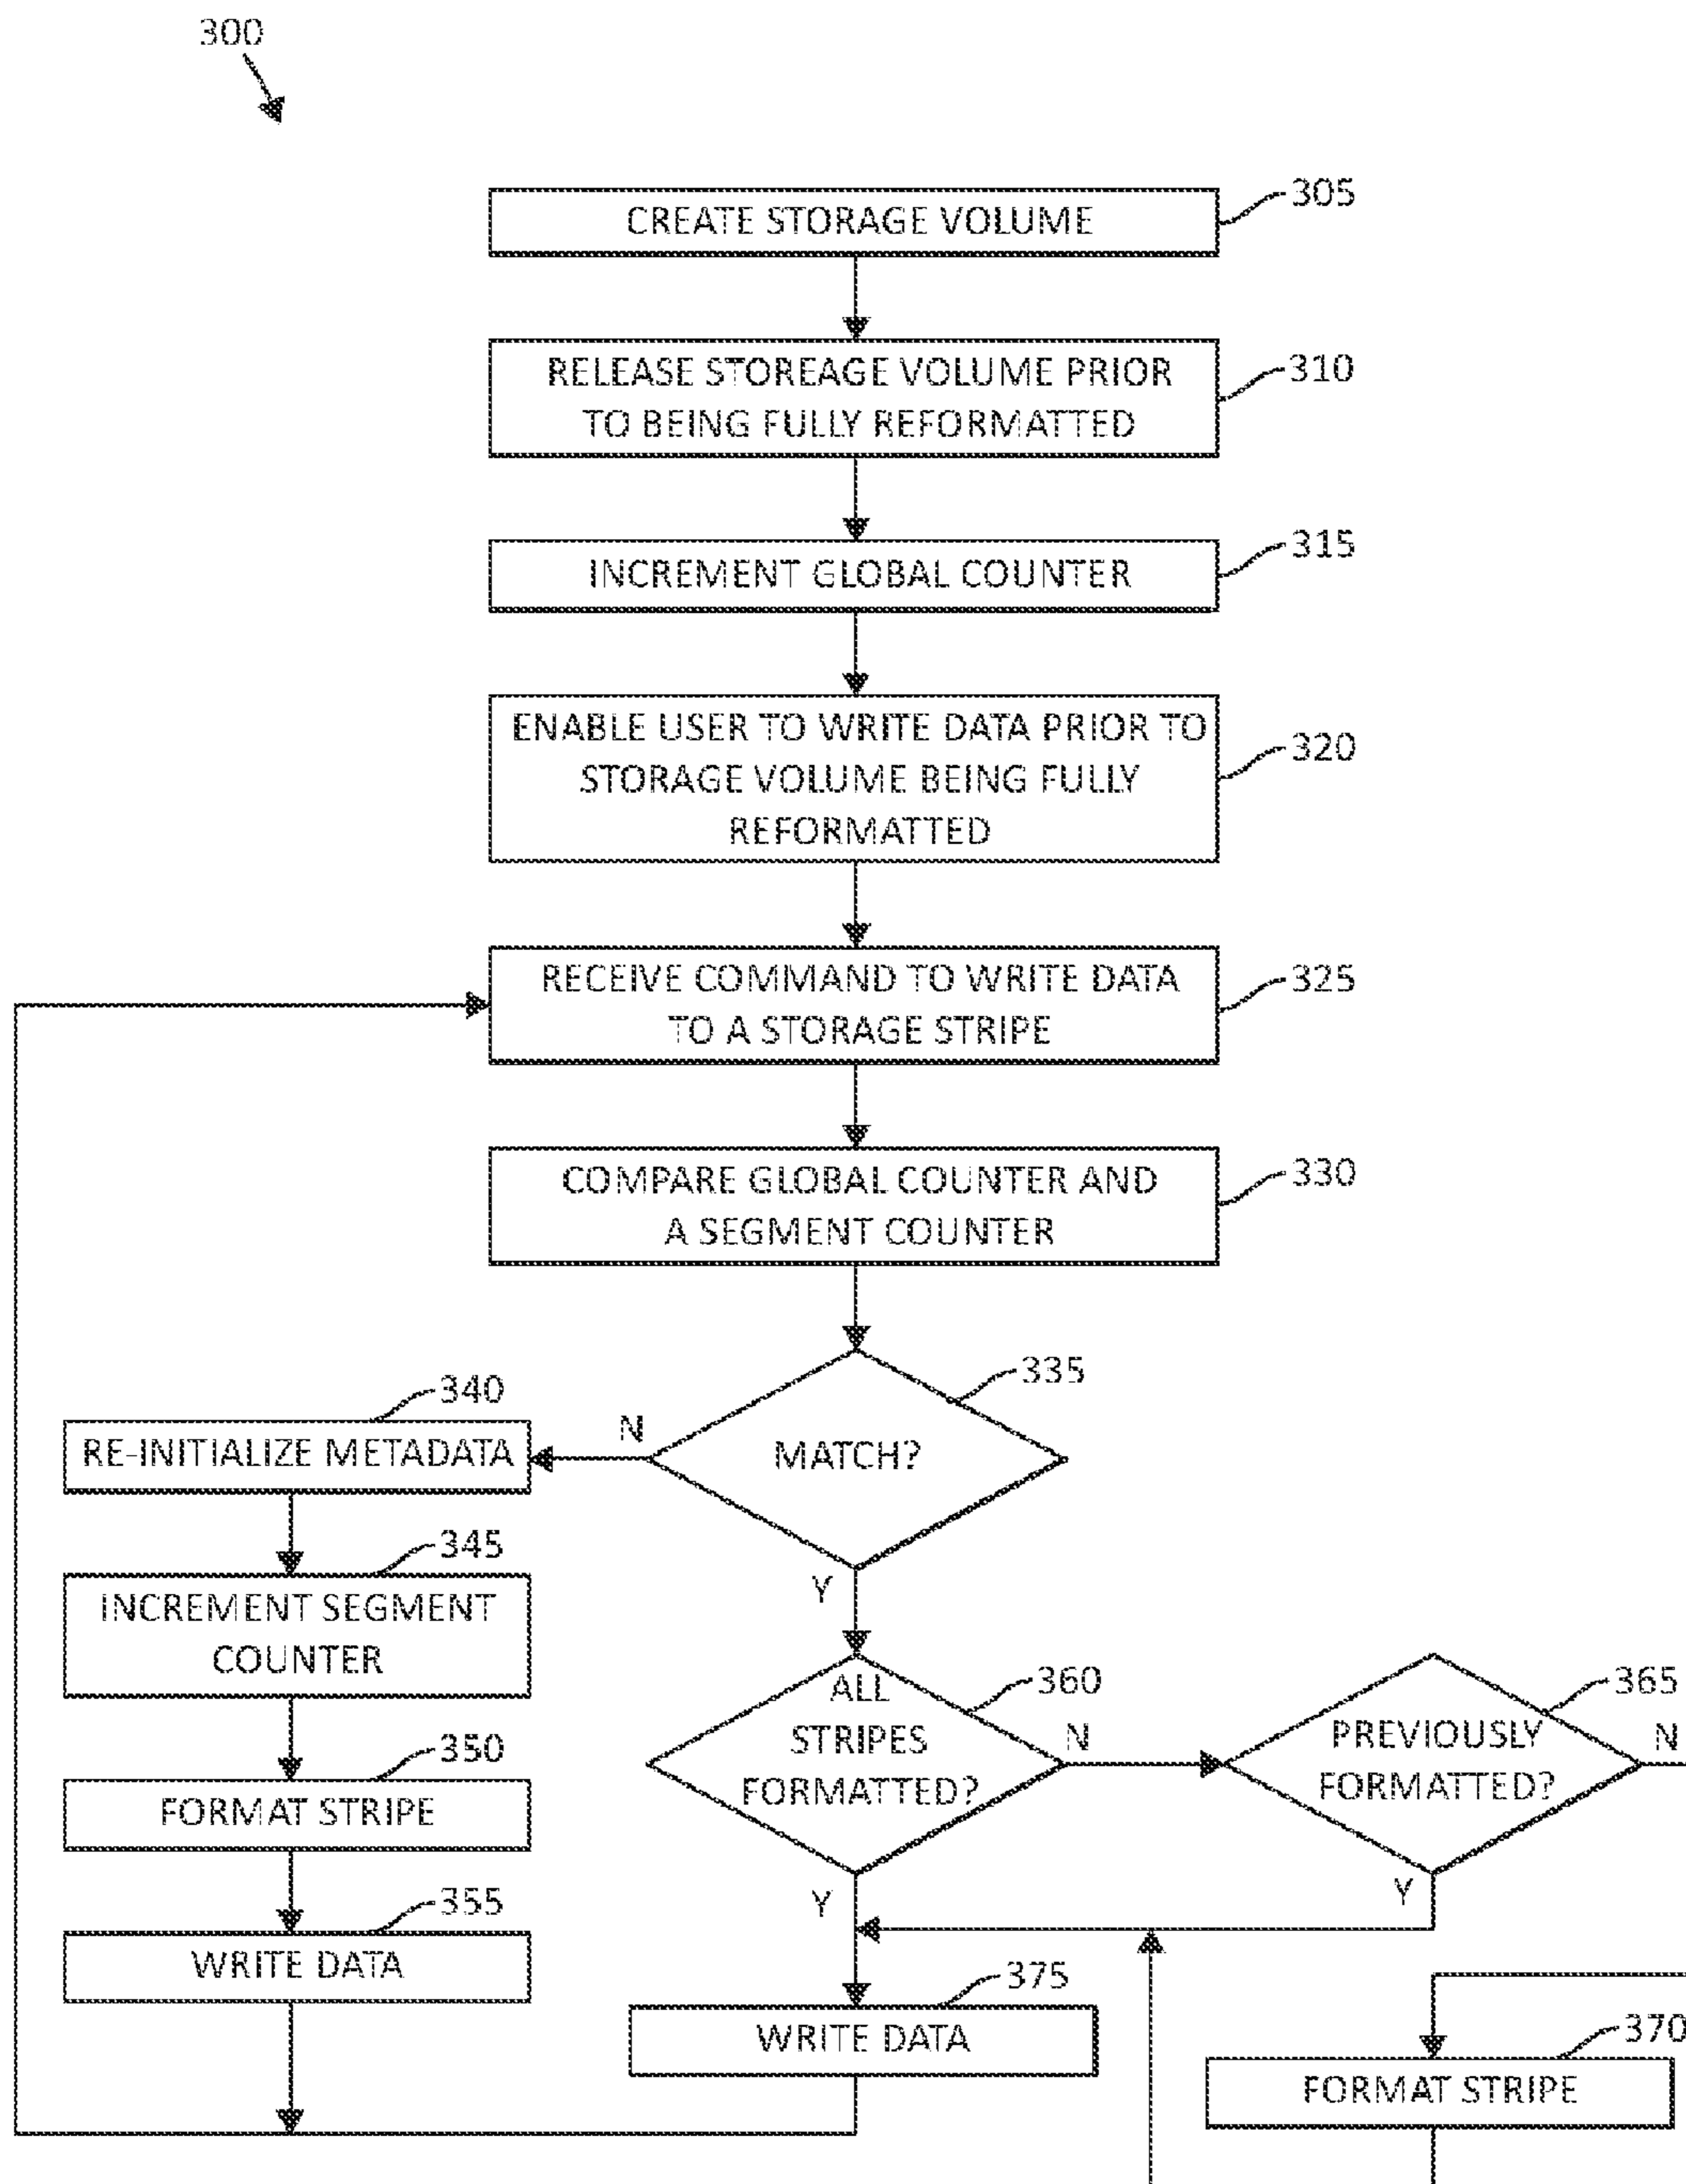 300
CREATE STORAGE VOLUME
305
RELEASE STOREAGE VOLUME PRIOR
TO BEING FULLY REFORMATTED
310
INCREMENT GLOBAL COUNTER
315
ENABLE USER TO WRITE DATA PRIOR TO
STORAGE VOLUME BEING FULLY
REFORMATTED
320
RECEIVE COMMAND TO WRITE DATA
TO A STORAGE STRIPE
325
COMPARE GLOBAL COUNTER AND
A SEGMENT COUNTER
330
MATCH?
335
N
Y
340
RE-INITIALIZE METADATA
345
INCREMENT SEGMENT
COUNTER
350
FORMAT STRIPE
355
WRITE DATA
ALL
STRIPES
FORMATTED?
360
N
Y
PREVIOUSLY
FORMATTED?
365
N
Y
375
WRITE DATA
370
FORMAT STRIPE